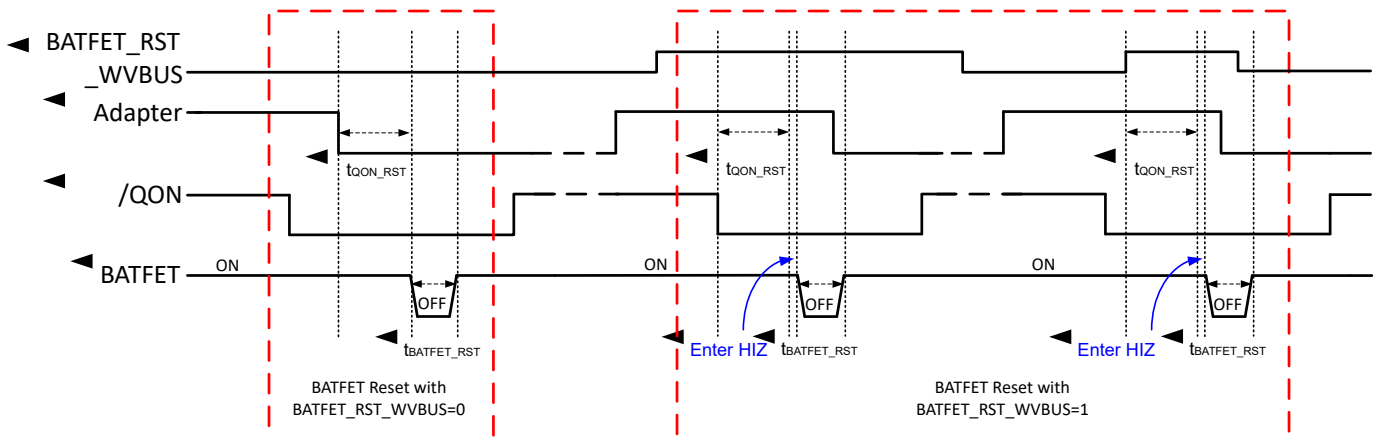 BATFET_RST
_WVBUS
Adapter
tQON_RST
tQON_RST
tQON_RST
/QON
BATFET
ON
ON
ON
OFF
OFF
OFF
tBATFET_RST
Enter HIZ
tBATFET_RST
Enter HIZ
tBATFET_RST
BATFET Reset with
BATFET_RST_WVBUS=0
BATFET Reset with
BATFET_RST_WVBUS=1